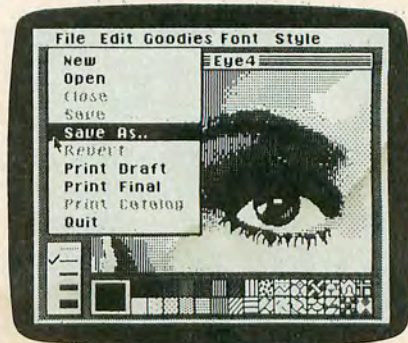 File Edit Goodies Font Style
Eye4
New
Open
Close
Save
Save As..
Revert
Print Draft
Print Final
Print Catalog
Quit